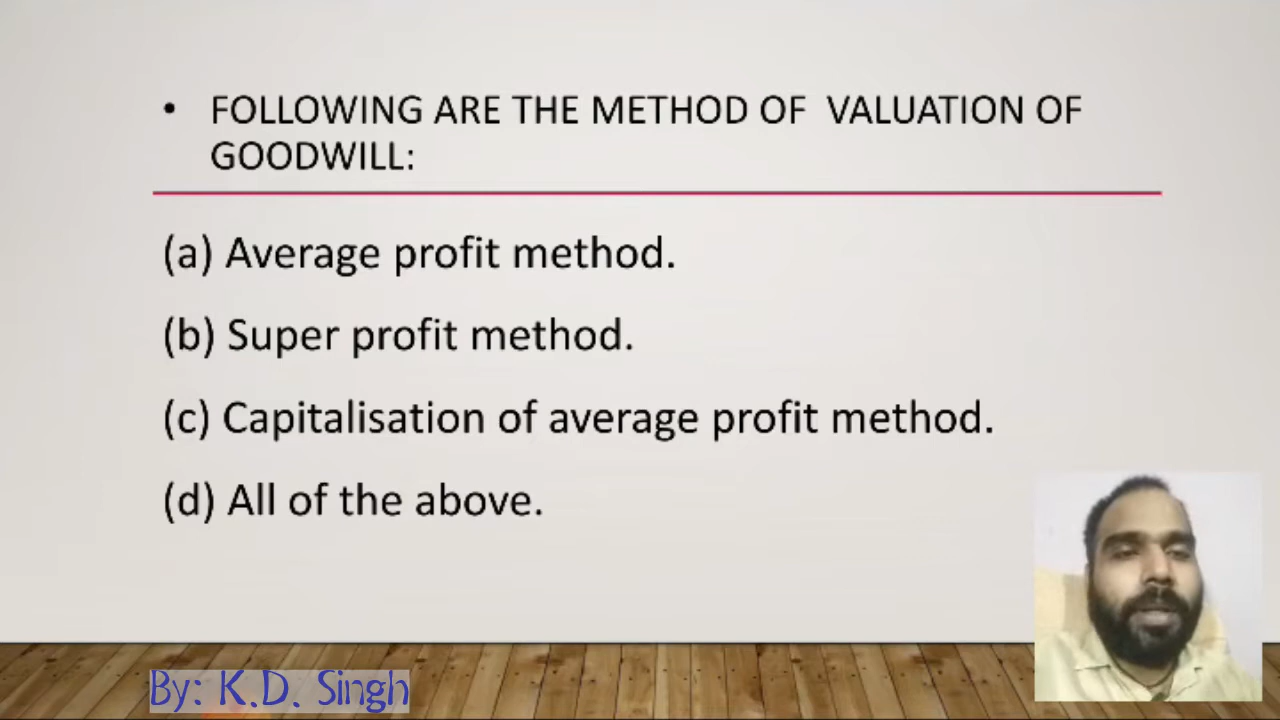 • FOLLOWING ARE THE METHOD OF VALUATION OF
GOODWILL:
(a) Average profit method.
(b) Super profit method.
(c) Capitalisation of average profit method.
(d) All of the above.
By: K.D. Singh